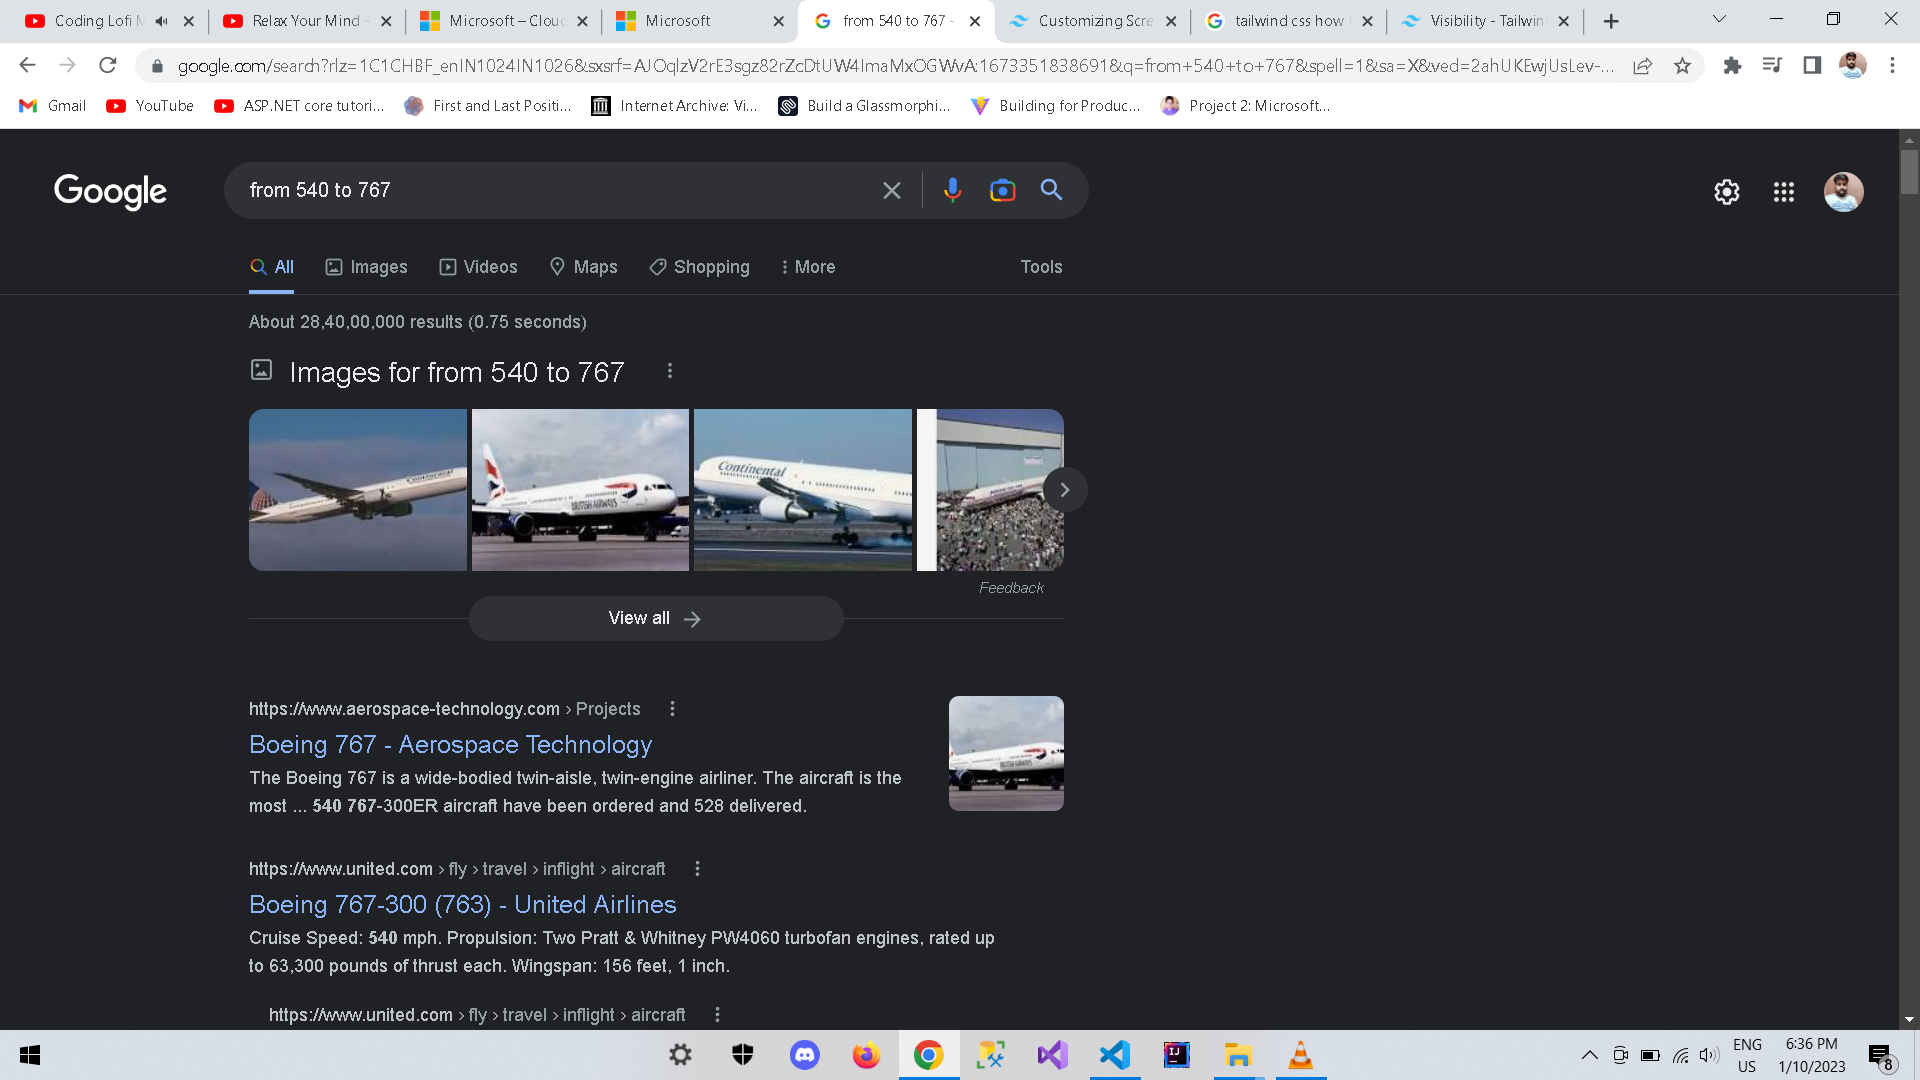 Coding Lofi M
Relax Your Mind ~
Microsoft – Clou
Microsoft
from 540 to 767 -
Customizing Scre
tailwind css how
Visibility - Tailwin
google.com/search?rlz=1C1CHBF_enIN1024IN1026&sxsrf=AJOqlzV2rE3sgz82rZcDtUW4ImaMxOGWvA:1673351838691&q=from+540+to+767&spell=1&sa=X&ved=2ahUKEwjUsLev-...
Gmail
YouTube
ASP.NET core tutori...
First and Last Positi...
Internet Archive: Vi...
Build a Glassmorphi...
Building for Produc...
Project 2: Microsoft...
Google
from 540 to 767
All
Images
Videos
Maps
Shopping
More
Tools
About 28,40,00,000 results (0.75 seconds)
Images for from 540 to 767
Continental
BRITISH AIRWAYS
Continental
Feedback
View all
https://www.aerospace-technology.com › Projects
Boeing 767 - Aerospace Technology
The Boeing 767 is a wide-bodied twin-aisle, twin-engine airliner. The aircraft is the
most ... 540 767-300ER aircraft have been ordered and 528 delivered.
https://www.united.com › fly › travel › inflight › aircraft
Boeing 767-300 (763) - United Airlines
Cruise Speed: 540 mph. Propulsion: Two Pratt & Whitney PW4060 turbofan engines, rated up
to 63,300 pounds of thrust each. Wingspan: 156 feet, 1 inch.
https://www.united.com › fly › travel › inflight › aircraft
IJ
ENG
US
6:36 PM
1/10/2023
8